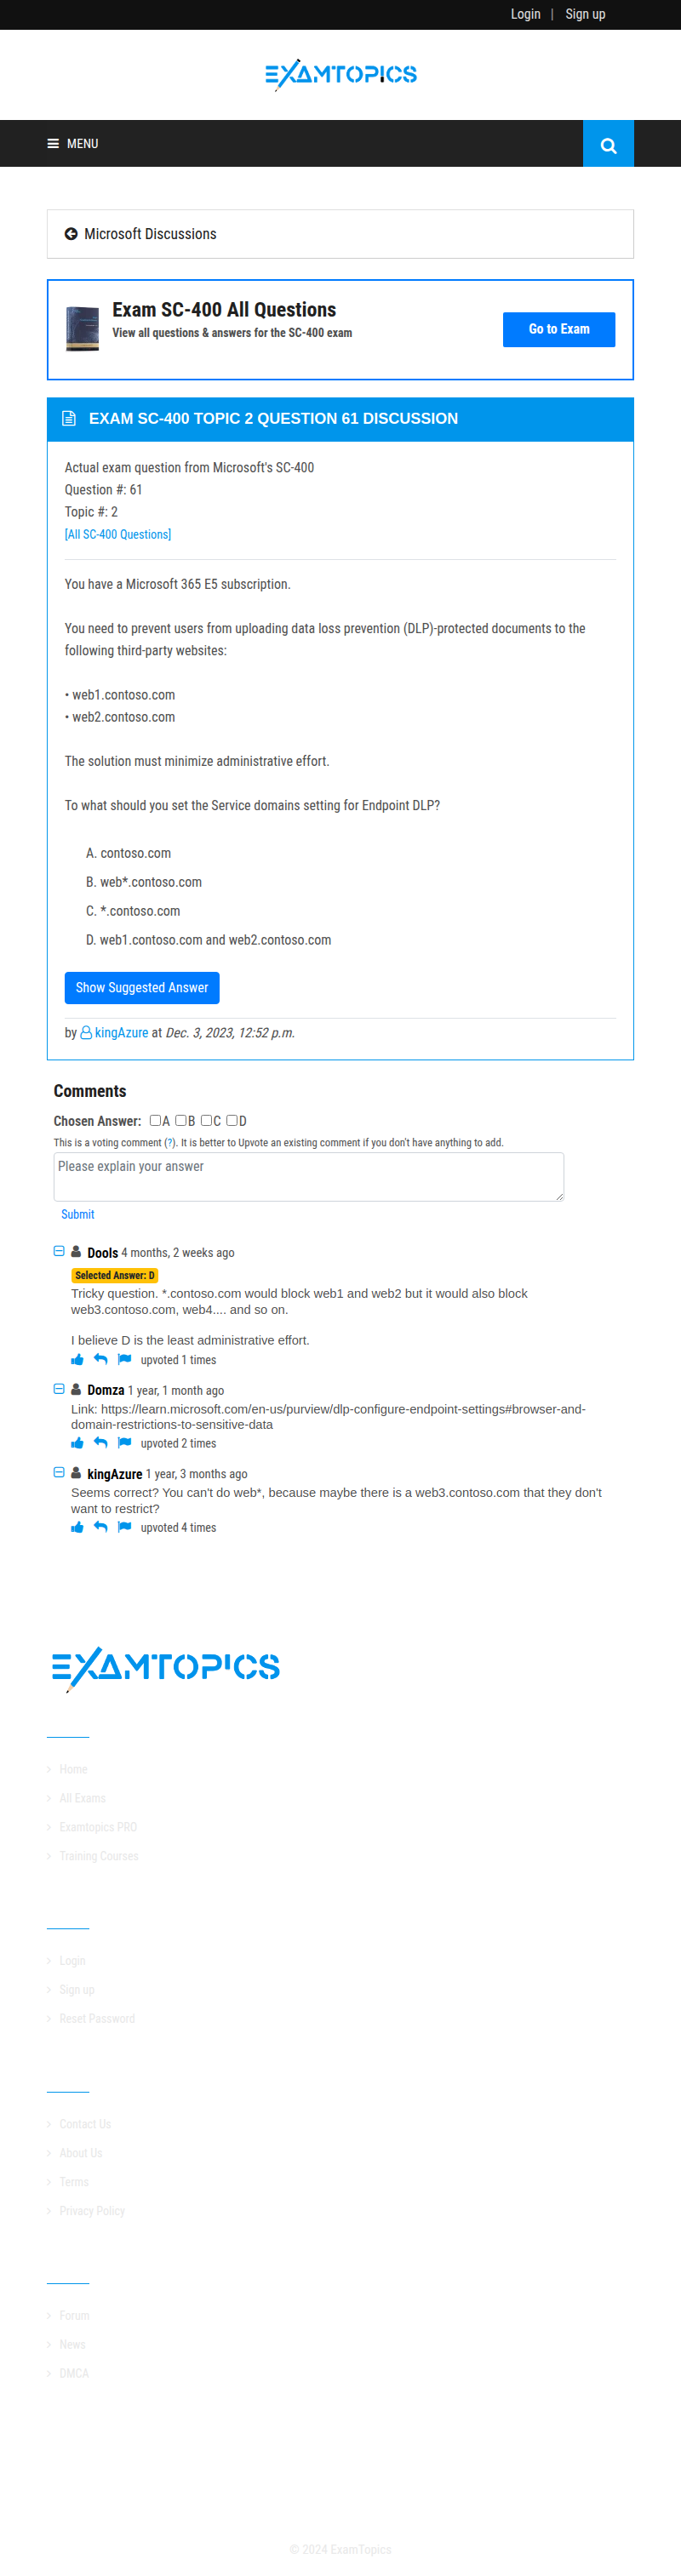 Login | Sign up
EXAMTOPICS
MENU
Microsoft Discussions
Exam SC-400 All Questions
View all questions & answers for the SC-400 exam
Go to Exam
EXAM SC-400 TOPIC 2 QUESTION 61 DISCUSSION
Actual exam question from Microsoft's SC-400
Question #: 61
Topic #: 2
[All SC-400 Questions]
You have a Microsoft 365 E5 subscription.
You need to prevent users from uploading data loss prevention (DLP)-protected documents to the
following third-party websites:
• web1.contoso.com
• web2.contoso.com
The solution must minimize administrative effort.
To what should you set the Service domains setting for Endpoint DLP?
A. contoso.com
B. web*.contoso.com
C. *.contoso.com
D. web1.contoso.com and web2.contoso.com
Show Suggested Answer
by kingAzure at Dec. 3, 2023, 12:52 p.m.
Comments
Chosen Answer: A B C D
This is a voting comment (?). It is better to Upvote an existing comment if you don't have anything to add.
Please explain your answer
Submit
Dools 4 months, 2 weeks ago
Selected Answer: D
Tricky question. *.contoso.com would block web1 and web2 but it would also block
web3.contoso.com, web4.... and so on.
I believe D is the least administrative effort.
upvoted 1 times
Domza 1 year, 1 month ago
Link: https://learn.microsoft.com/en-us/purview/dlp-configure-endpoint-settings#browser-and-
domain-restrictions-to-sensitive-data
upvoted 2 times
kingAzure 1 year, 3 months ago
Seems correct? You can't do web*, because maybe there is a web3.contoso.com that they don't
want to restrict?
upvoted 4 times
EXAMTOPICS
Home
All Exams
Examtopics PRO
Training Courses
Login
Sign up
Reset Password
Contact Us
About Us
Terms
Privacy Policy
Forum
News
DMCA
© 2024 ExamTopics